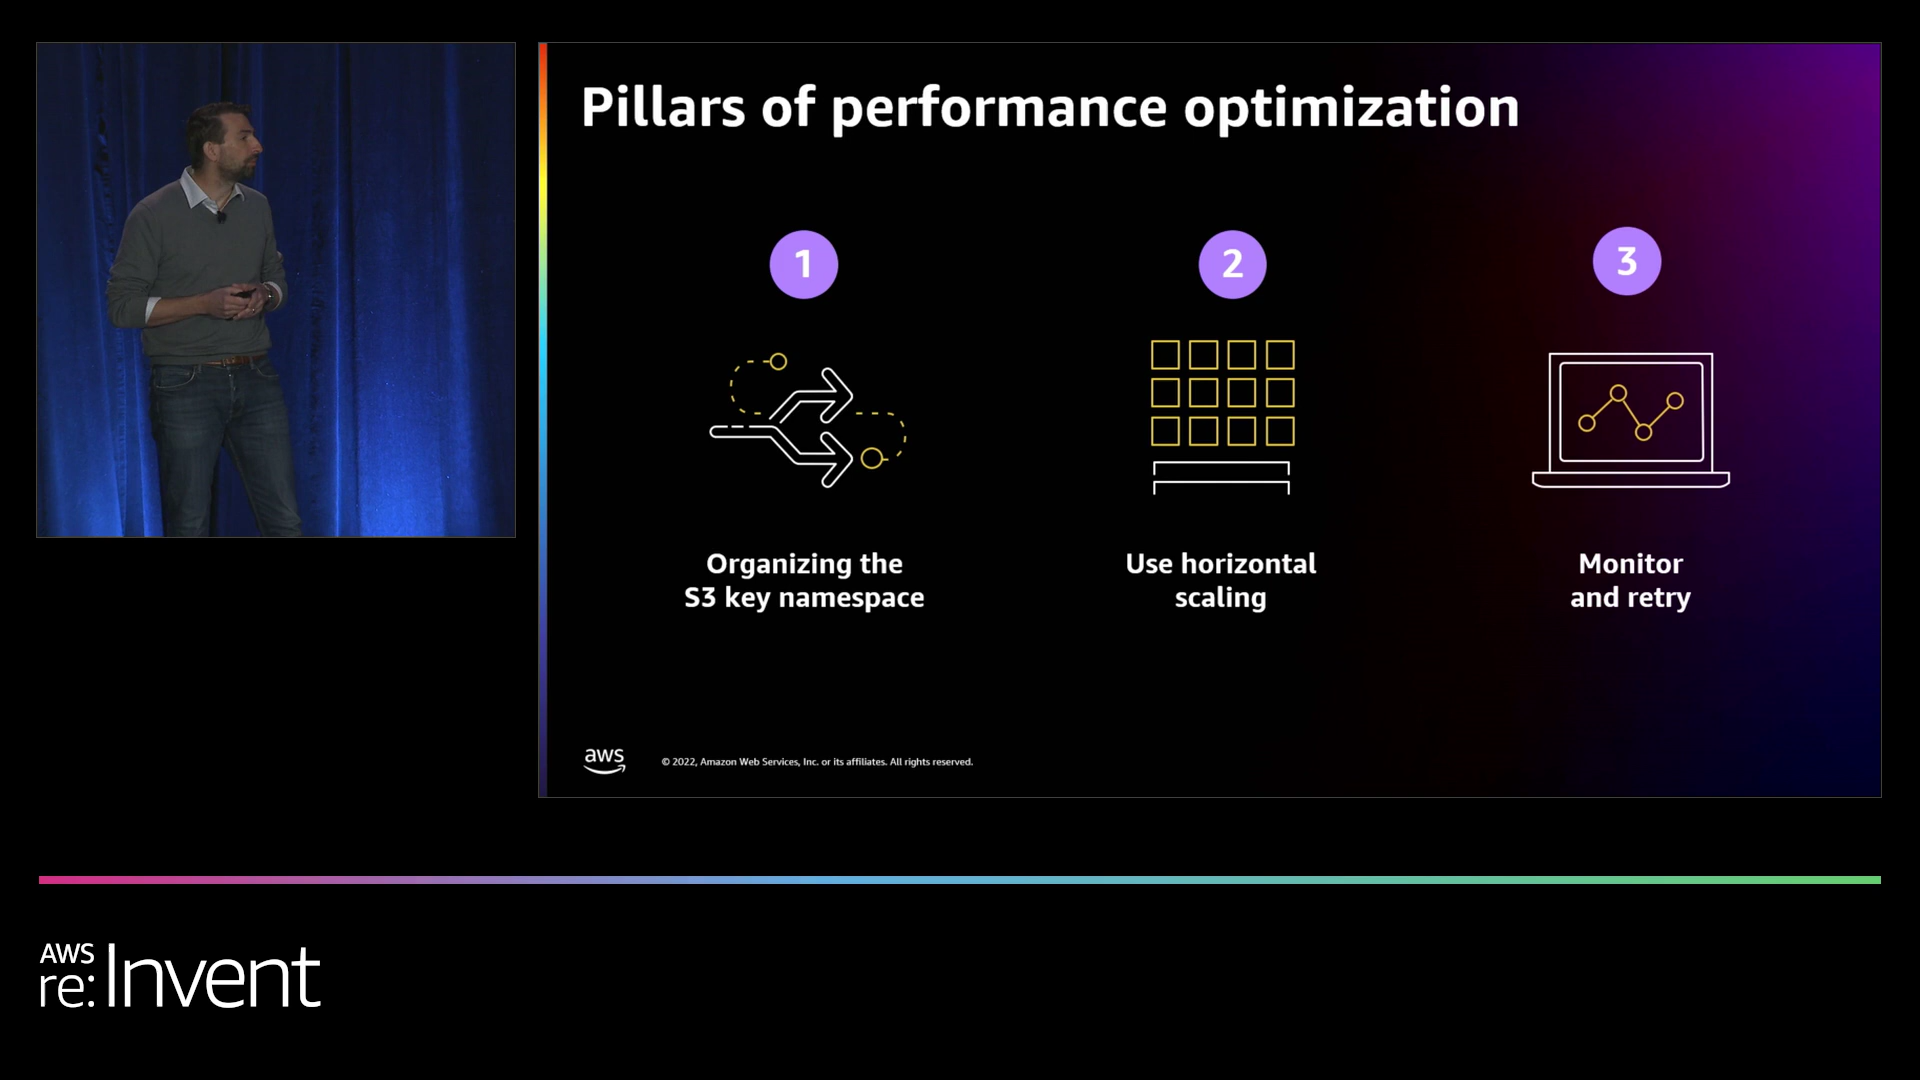 Pillars of performance optimization
1
2
3
Organizing the
S3 key namespace
Use horizontal
scaling
Monitor
and retry
aws
© 2022, Amazon Web Services, Inc. or its affiliates. All rights reserved.
AWS
re:Invent